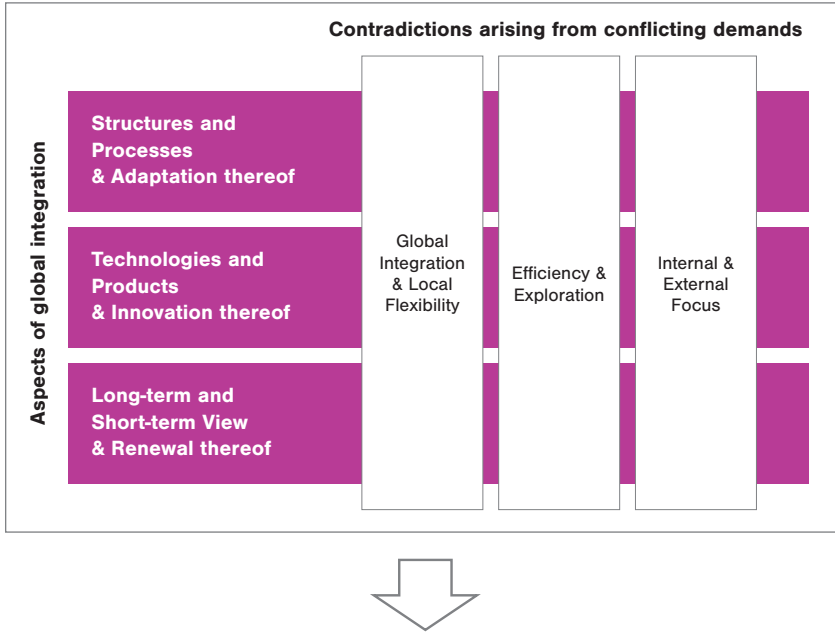 Contradictions arising from conflicting demands
Aspects of global integration
Structures and
Processes
& Adaptation thereof
Technologies and
Products
& Innovation thereof
Long-term and
Short-term View
& Renewal thereof
Global
Integration
& Local
Flexibility
Efficiency &
Exploration
Internal &
External
Focus